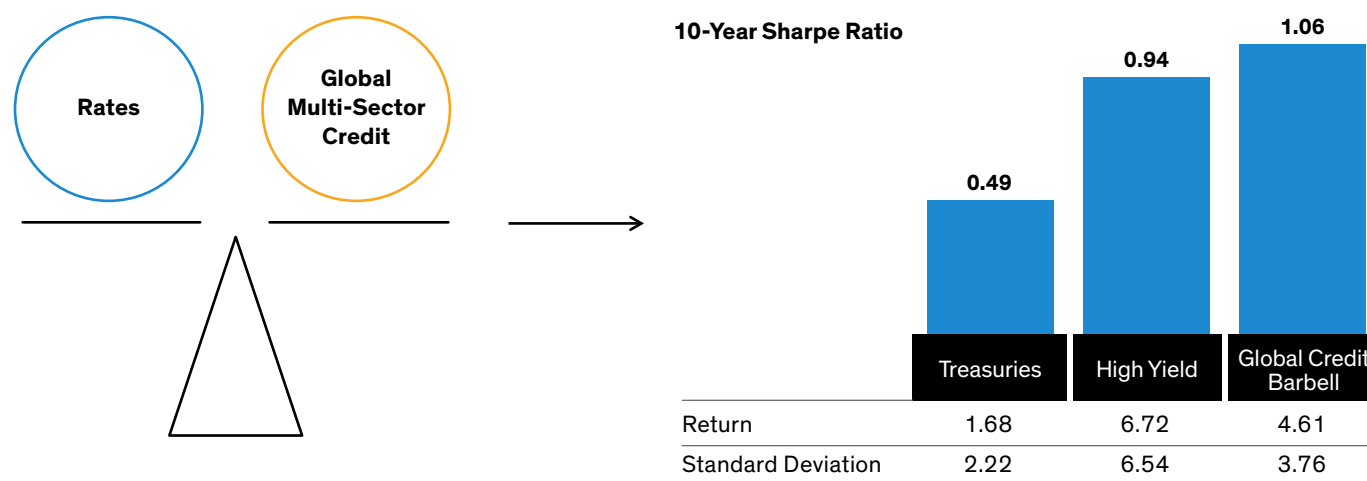 Rates
Global
Multi-Sector
Credit
10-Year Sharpe Ratio
0.49
0.94
1.06
Treasuries
High Yield
Global Credit
Barbell
Return 1.68 6.72 4.61
Standard Deviation 2.22 6.54 3.76